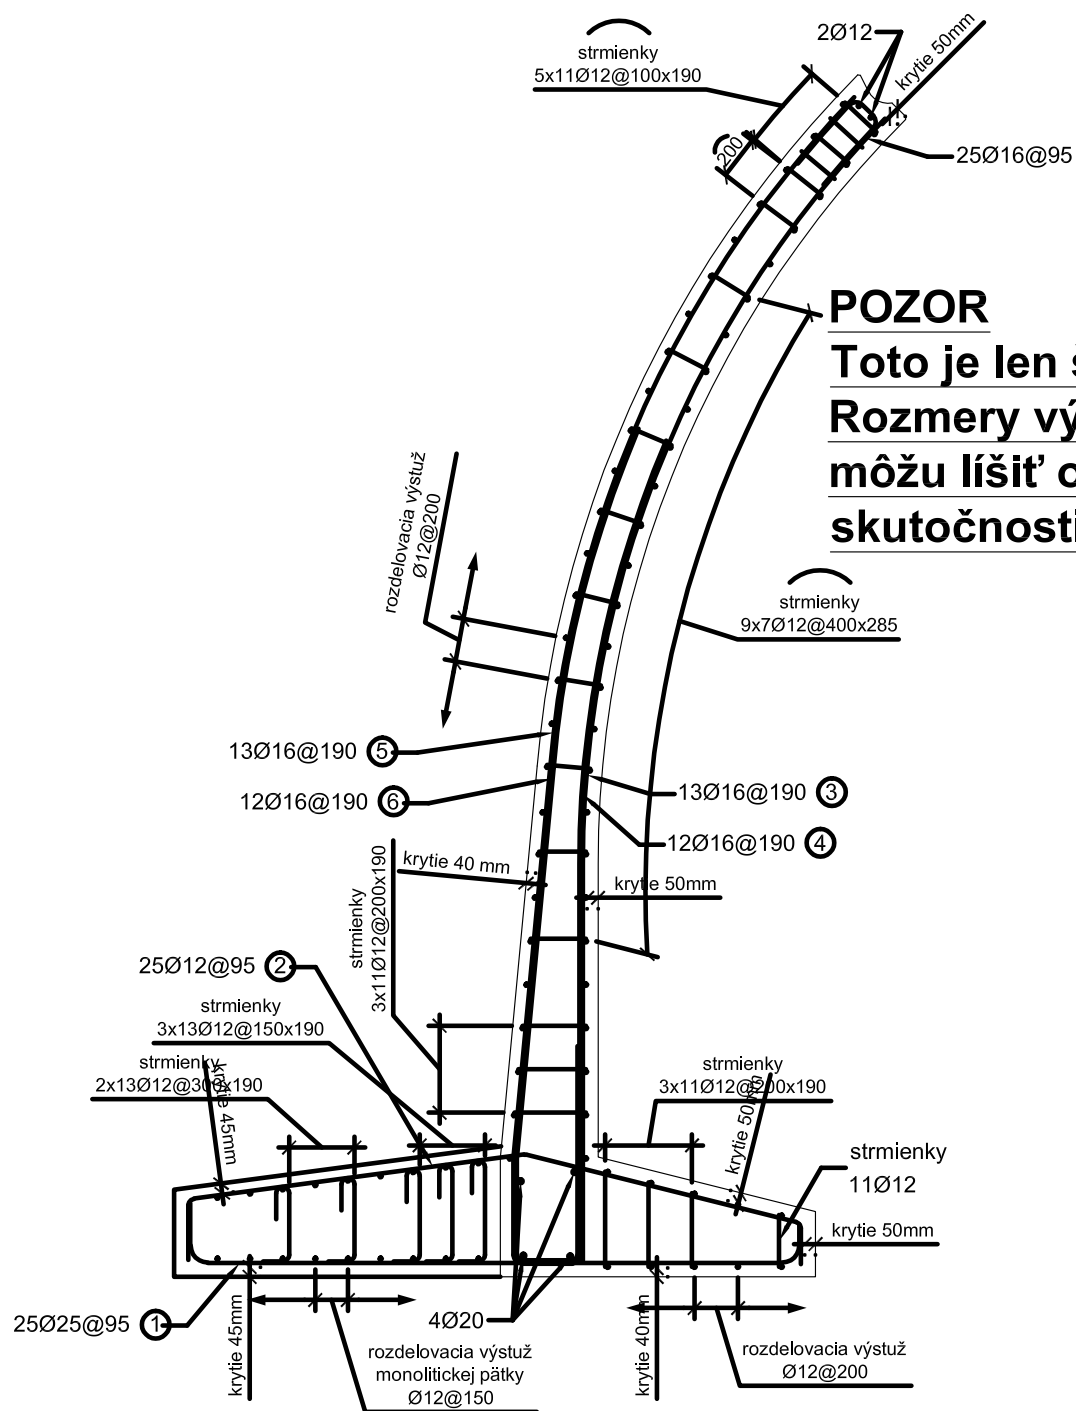 strmienky
5x11Ø12@100x190
2Ø12
krytie 50mm
200
25Ø16@95
POZOR
Toto je len
Rozmery
môžu líšiť
skutočnosti
rozdelovacia výstuž
Ø12@200
strmienky
9x7Ø12@400x285
13Ø16@190 5
12Ø16@190 6
13Ø16@190 3
12Ø16@190 4
krytie 40 mm
krytie 50mm
strmienky
3x11Ø12@200x190
25Ø12@95 2
strmienky
3x13Ø12@150x190
strmienky
2x13Ø12@300x190
krytie 45mm
strmienky
3x11Ø12@200x190
krytie 50mm
strmienky
11Ø12
krytie 50mm
25Ø25@95 1
krytie 45mm
4Ø20
krytie 40mm
rozdelovacia výstuž
monolitickej pätky
Ø12@150
rozdelovacia výstuž
Ø12@200